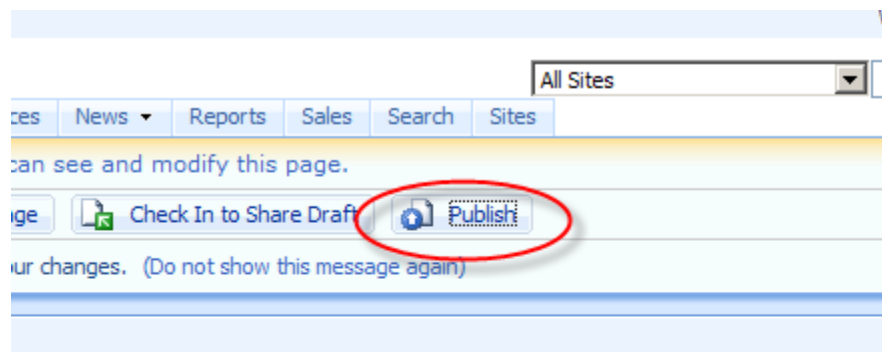 All Sites
ces News Reports Sales Search Sites
can see and modify this page.
ge Check In to Share Draft Publish
ur changes. (Do not show this message again)